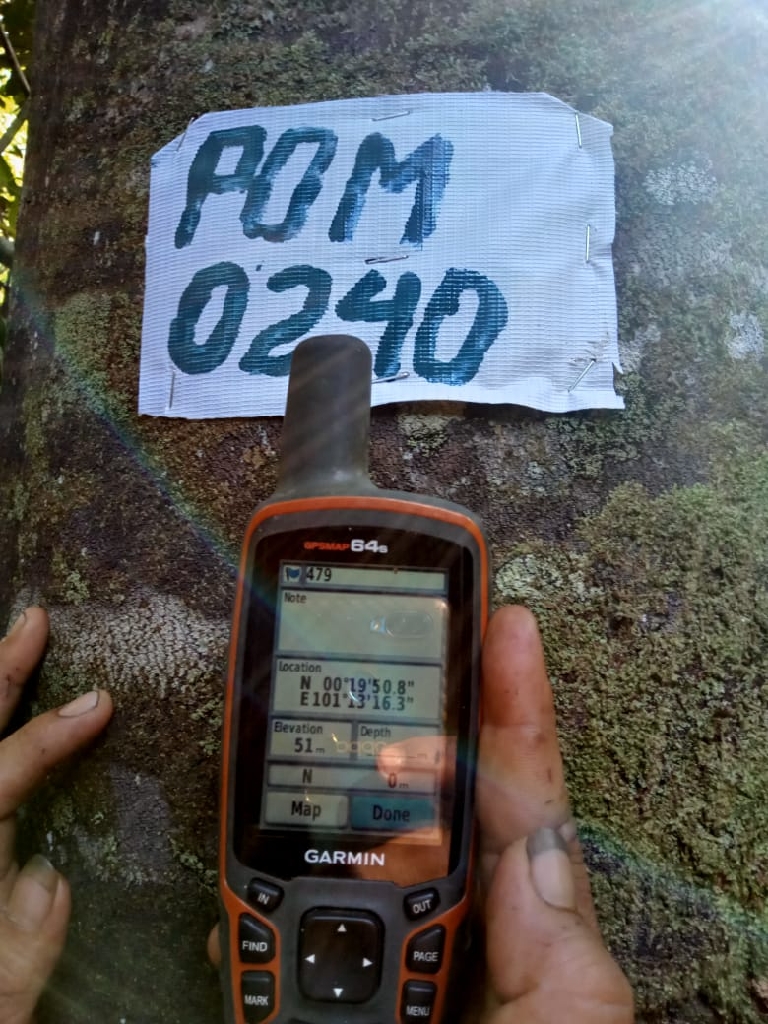 POM
0240
GPSMAP 64s
479
Note
Location
N 00°19'50.8"
E101°13'16.3"
Elevation Depth
51m m
N 0m
Map Done
GARMIN
IN OUT
FIND PAGE
MARK MENU